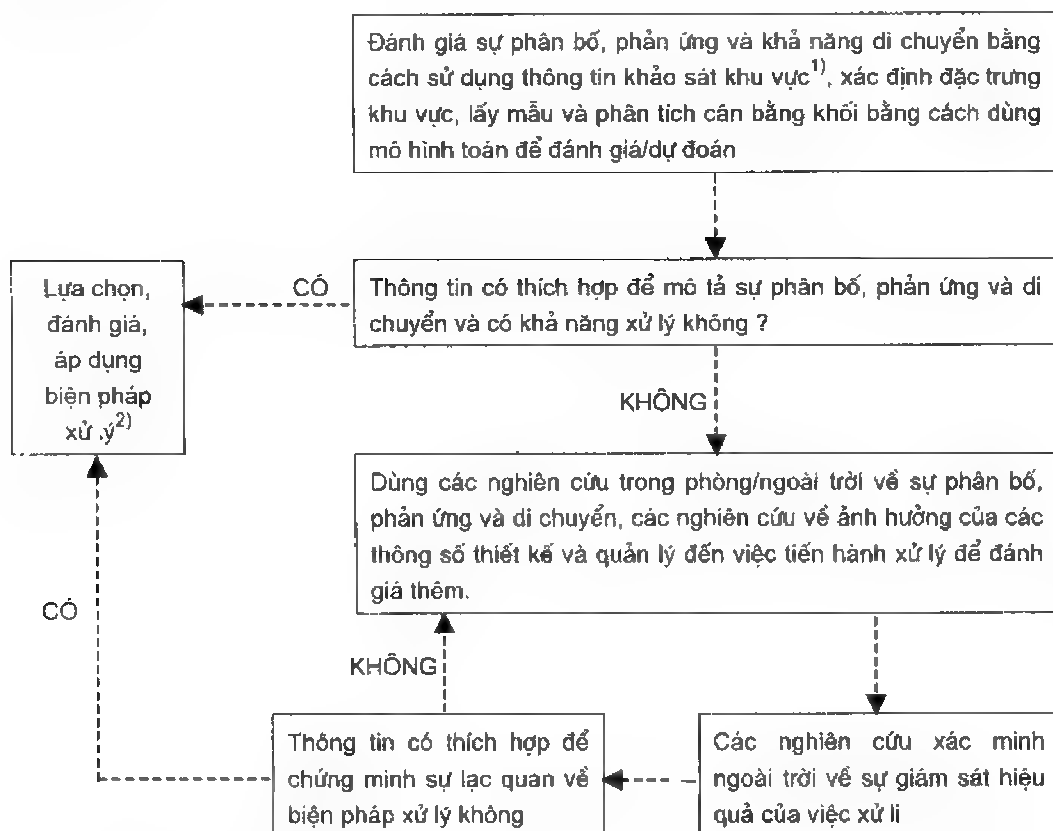 Đánh giá sự phân bố, phản ứng và khả năng di chuyển bằng
cách sử dụng thông tin khảo sát khu vực1), xác định đặc trưng
khu vực, lấy mẫu và phân tích cân bằng khối bằng cách dùng
mô hình toán để đánh giá/dự đoán
Lựa chọn,
đánh giá,
áp dụng
biện pháp
xử .ý2)
CÓ
Thông tin có thích hợp để mô tả sự phân bố, phản ứng và di
chuyển và có khả năng xử lý không ?
KHÔNG
Dùng các nghiên cứu trong phòng/ngoài trời về sự phân bố,
phản ứng và di chuyển, các nghiên cứu về ảnh hưởng của các
thông số thiết kế và quản lý đến việc tiến hành xử lý để đánh
giá thêm.
CÓ
KHÔNG
Thông tin có thích hợp để
chứng minh sự lạc quan về
biện pháp xử lý không
Các nghiên cứu xác minh
ngoài trời về sự giám sát hiệu
quả của việc xử lí